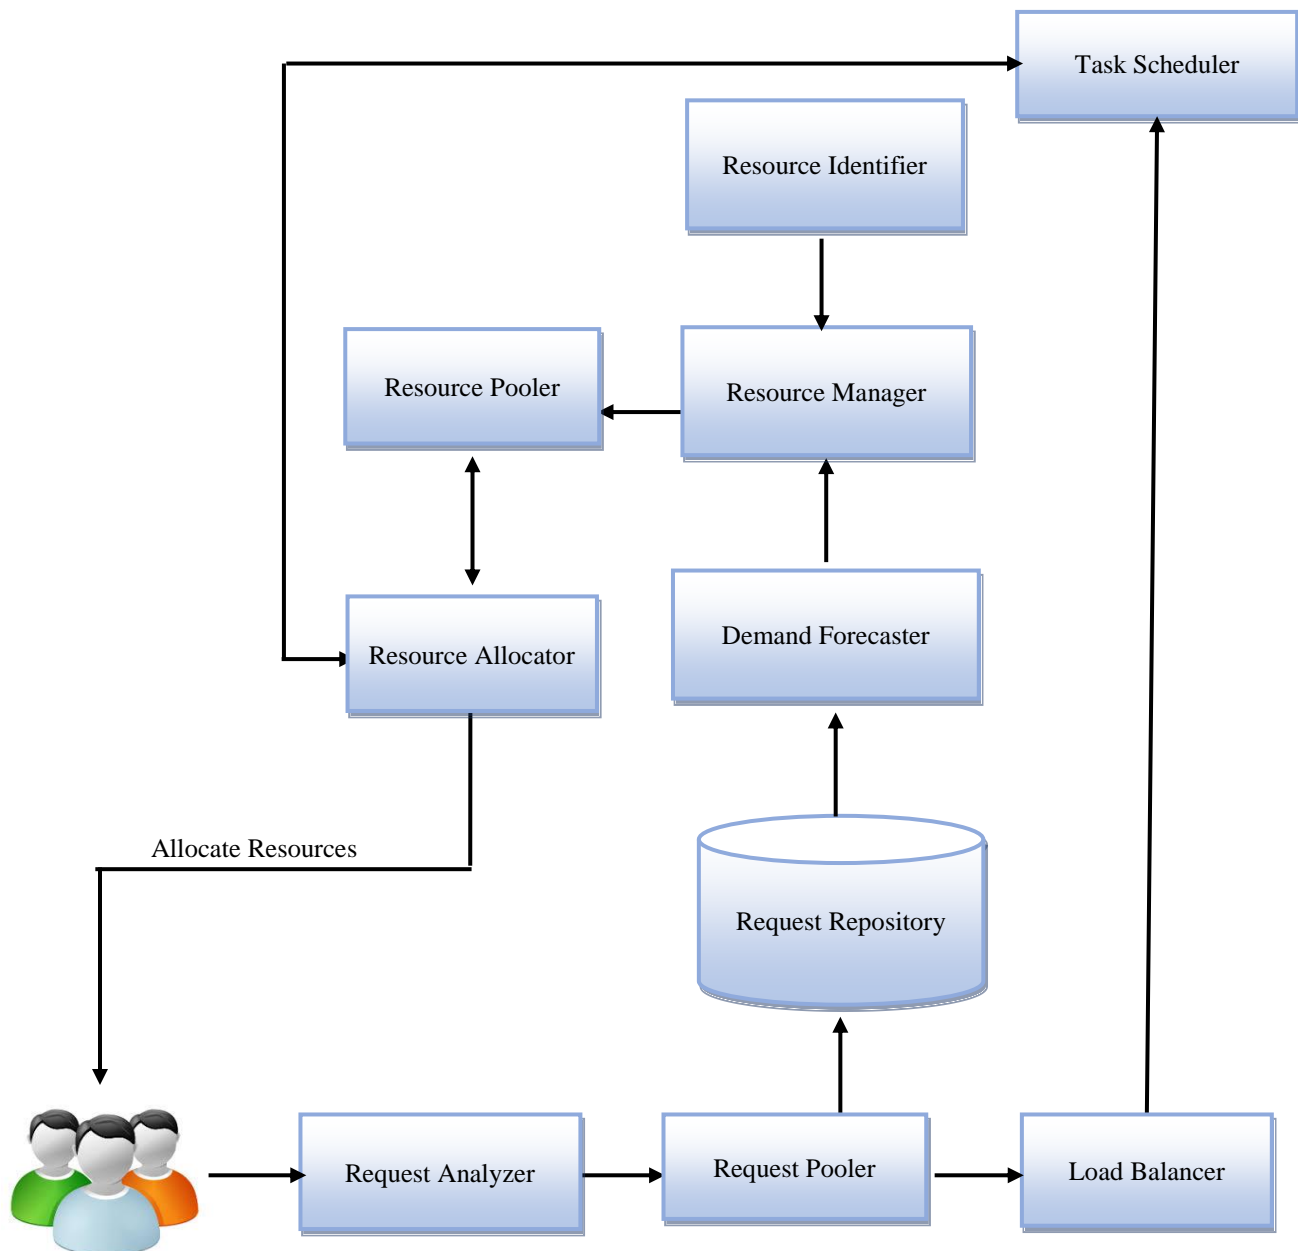 Task Scheduler
Resource Identifier
Resource Pooler
Resource Manager
Demand Forecaster
Resource Allocator
Allocate Resources
Request Repository
Request Analyzer
Request Pooler
Load Balancer